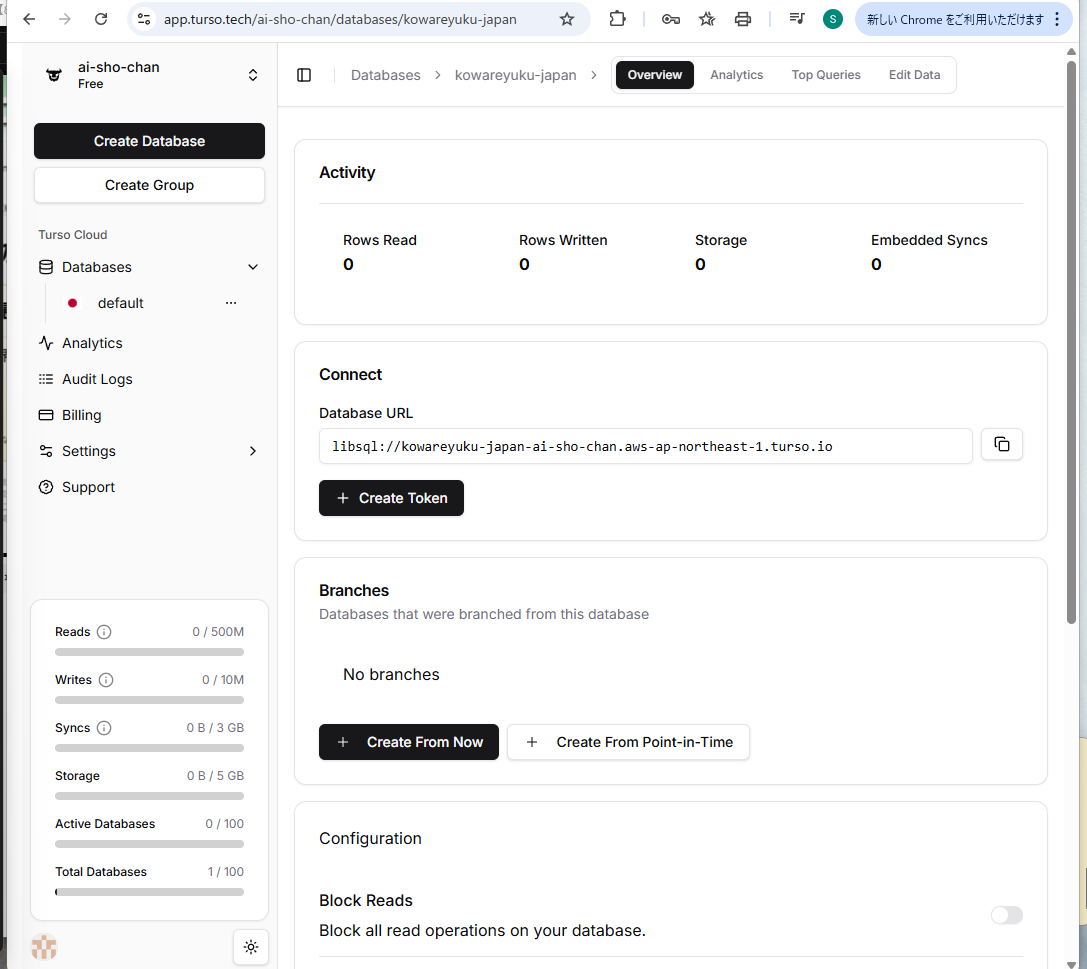 app.turso.tech/ai-sho-chan/databases/kowareyuku-japan
S
新しい Chrome をご利用いただけます
ai-sho-chan
Free
Create Database
Create Group
Turso Cloud
Databases
default
Analytics
Audit Logs
Billing
Settings
Support
Reads 0 / 500M
Writes 0 / 10M
Syncs 0 B / 3 GB
Storage 0 B / 5 GB
Active Databases 0 / 100
Total Databases 1 / 100
Databases > kowareyuku-japan > Overview Analytics Top Queries Edit Data
Activity
Rows Read Rows Written Storage Embedded Syncs
0 0 0 0
Connect
Database URL
libsql://kowareyuku-japan-ai-sho-chan.aws-ap-northeast-1.turso.io
+ Create Token
Branches
Databases that were branched from this database
No branches
+ Create From Now + Create From Point-in-Time
Configuration
Block Reads
Block all read operations on your database.